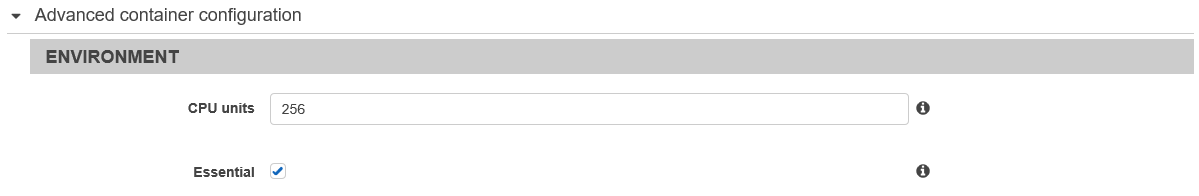 Advanced container configuration
ENVIRONMENT
CPU units 256
Essential